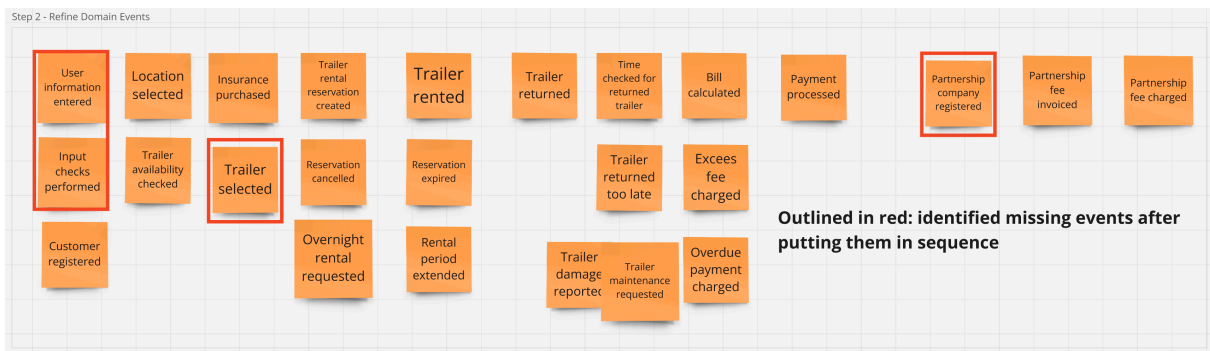 Step 2 - Refine Domain Events
User
information
entered
Location
selected
Insurance
purchased
Trailer
rental
reservation
created
Trailer
rented
Trailer
returned
Time
checked for
returned
trailer
Bill
calculated
Payment
processed
Partnership
company
registered
Partnership
fee
invoiced
Partnership
fee charged
Input
checks
performed
Trailer
availability
checked
Trailer
selected
Reservation
cancelled
Reservation
expired
Trailer
returned
too late
Excees
fee
charged
Outlined in red: identified missing events after
putting them in sequence
Customer
registered
Overnight
rental
requested
Rental
period
extended
Trailer
damage
reported
Trailer
maintenance
requested
Overdue
payment
charged